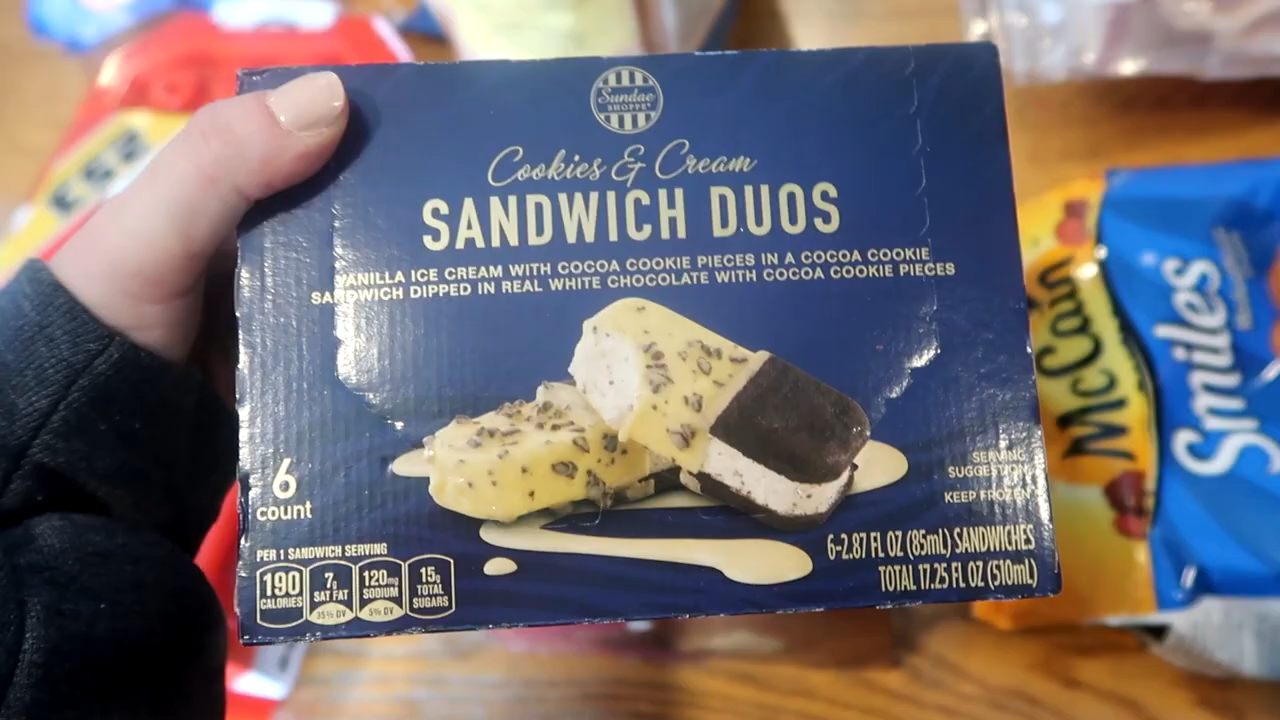 Sundae
SHOPPE
Cookies & Cream
SANDWICH DUOS
VANILLA ICE CREAM WITH COCOA COOKIE PIECES IN A COCOA COOKIE
SANDWICH DIPPED IN REAL WHITE CHOCOLATE WITH COCOA COOKIE PIECES
6
count
SERVING
SUGGESTION
KEEP FROZEN
6-2.87 FL OZ (85mL) SANDWICHES
TOTAL 17.25 FL OZ (510mL)
PER 1 SANDWICH SERVING
190
CALORIES
7g
SAT FAT
35% DV
120mg
SODIUM
5% DV
15g
TOTAL
SUGARS
McCain
Smiles